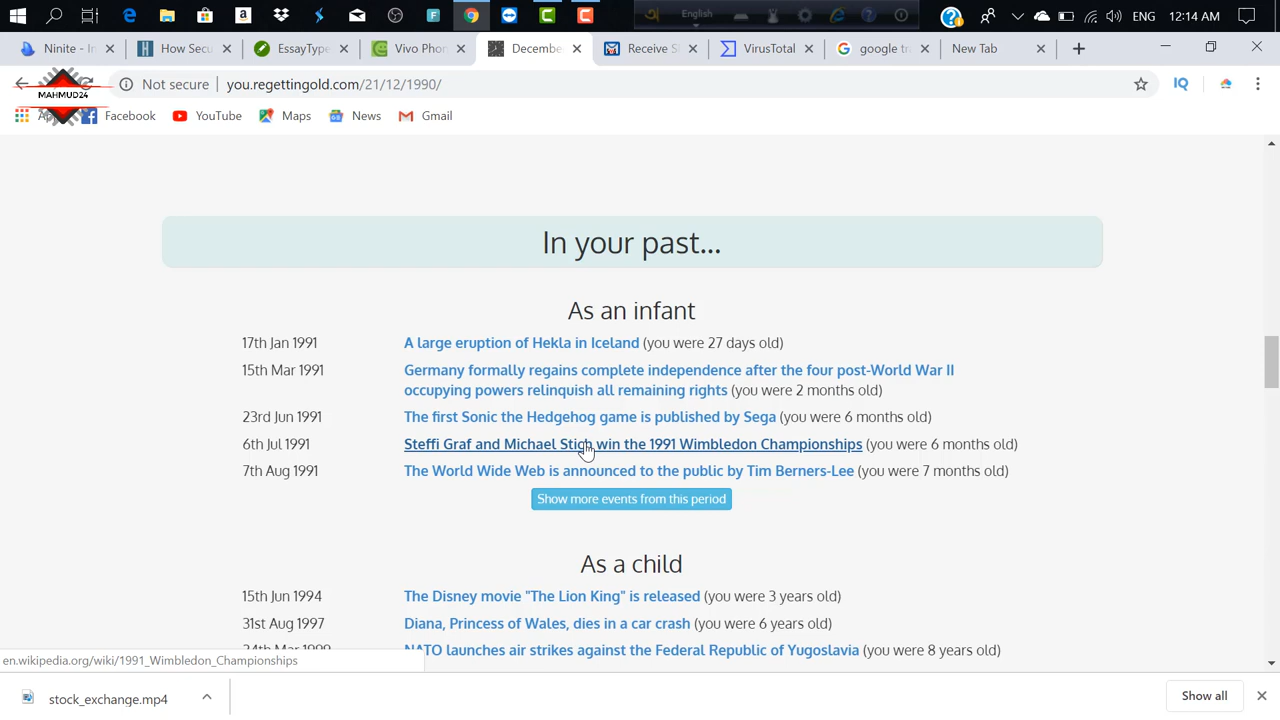 English
ENG 12:14 AM
Ninite - I
How Secu
EssayType
Vivo Phon
Decembe
Receive S
VirusTotal
google tr
New Tab
Not secure you.regettingold.com/21/12/1990/
IQ
MAHMUD24
Facebook YouTube Maps News Gmail
In your past...
As an infant
17th Jan 1991 A large eruption of Hekla in Iceland (you were 27 days old)
15th Mar 1991 Germany formally regains complete independence after the four post-World War II
occupying powers relinquish all remaining rights (you were 2 months old)
23rd Jun 1991 The first Sonic the Hedgehog game is published by Sega (you were 6 months old)
6th Jul 1991 Steffi Graf and Michael Stich win the 1991 Wimbledon Championships (you were 6 months old)
7th Aug 1991 The World Wide Web is announced to the public by Tim Berners-Lee (you were 7 months old)
Show more events from this period
As a child
15th Jun 1994 The Disney movie "The Lion King" is released (you were 3 years old)
31st Aug 1997 Diana, Princess of Wales, dies in a car crash (you were 6 years old)
24th Mar 1999 NATO launches air strikes against the Federal Republic of Yugoslavia (you were 8 years old)
en.wikipedia.org/wiki/1991_Wimbledon_Championships
stock_exchange.mp4
Show all